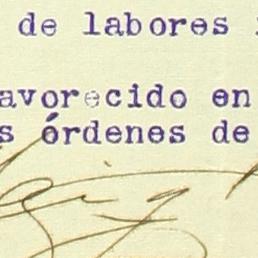 de labores
avorecido en
s órdenes de